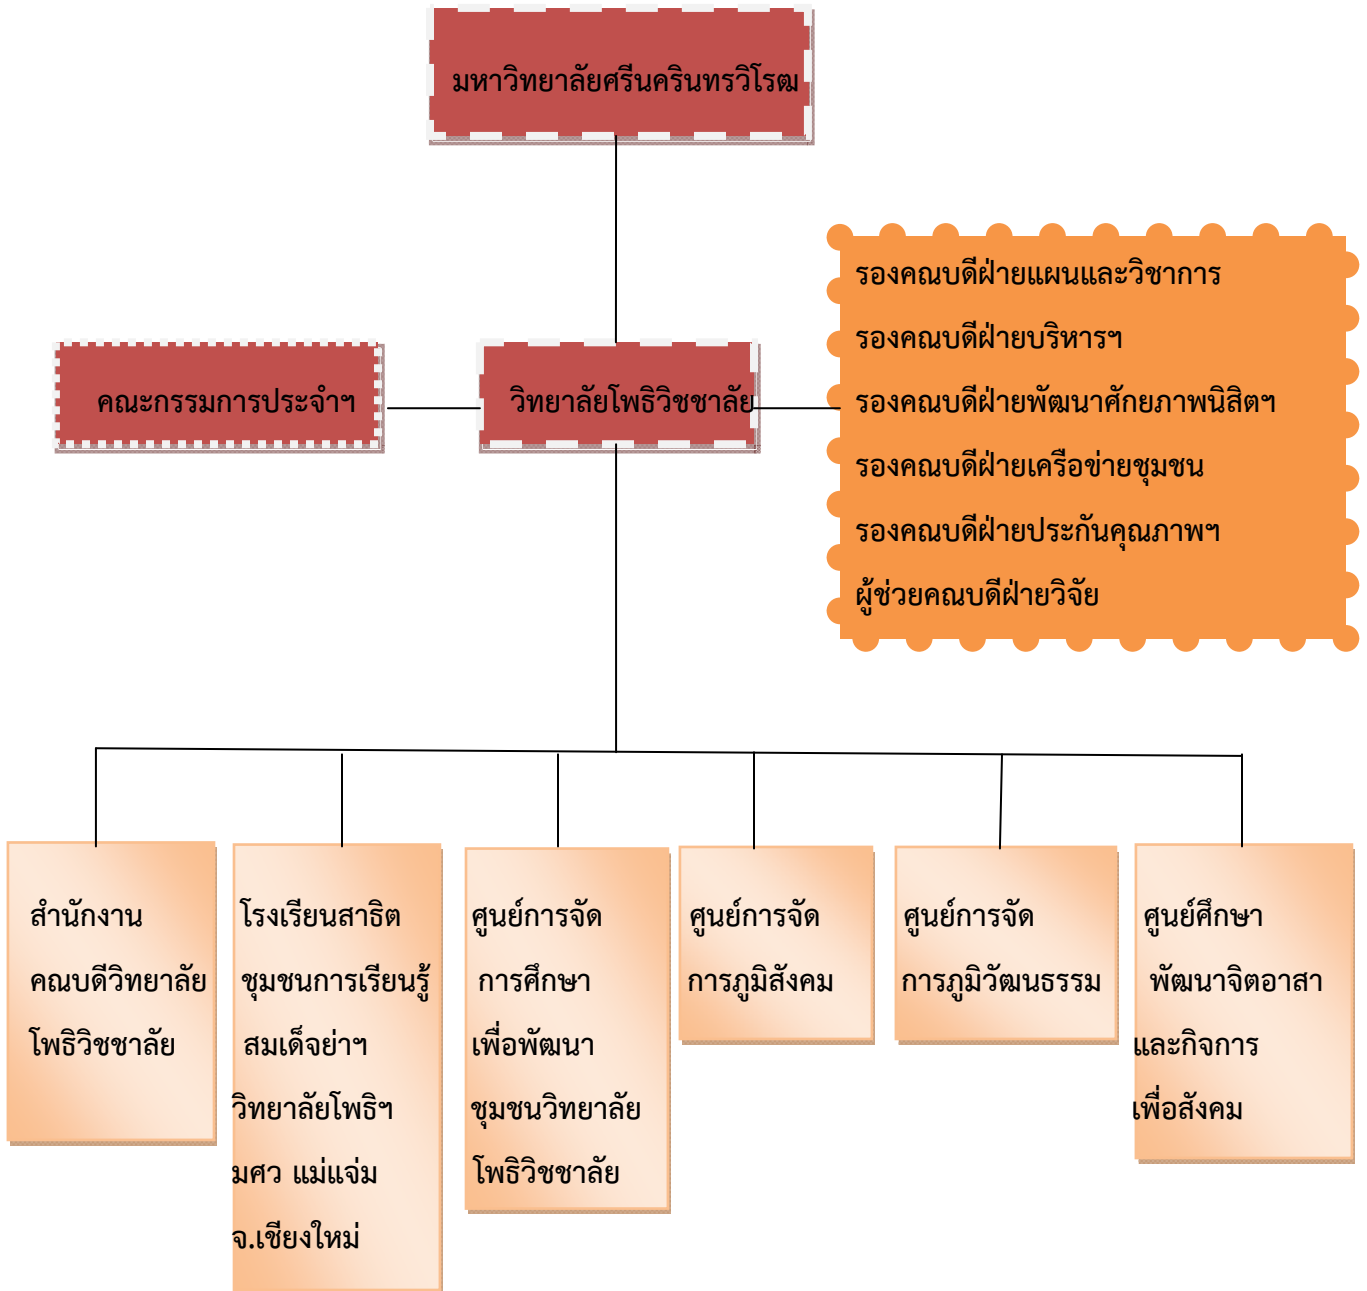 มหาวิทยาลัยศรีนครินทรวิโรฒ
รองคณบดีฝ่ายแผนและวิชาการ
รองคณบดีฝ่ายบริหารฯ
รองคณบดีฝ่ายพัฒนาศักยภาพนิสิตฯ
รองคณบดีฝ่ายเครือข่ายชุมชน
รองคณบดีฝ่ายประกันคุณภาพฯ
ผู้ช่วยคณบดีฝ่ายวิจัย
คณะกรรมการประจำฯ
วิทยาลัยโพธิวิชชาลัย
สำนักงาน
คณบดีวิทยาลัย
โพธิวิชชาลัย
โรงเรียนสาธิต
ชุมชนการเรียนรู้
สมเด็จย่าฯ
วิทยาลัยโพธิฯ
มศว แม่แจ่ม
จ.เชียงใหม่
ศูนย์การจัด
การศึกษา
เพื่อพัฒนา
ชุมชนวิทยาลัย
โพธิวิชชาลัย
ศูนย์การจัด
การภูมิสังคม
ศูนย์การจัด
การภูมิวัฒนธรรม
ศูนย์ศึกษา
พัฒนาจิตอาสา
และกิจการ
เพื่อสังคม